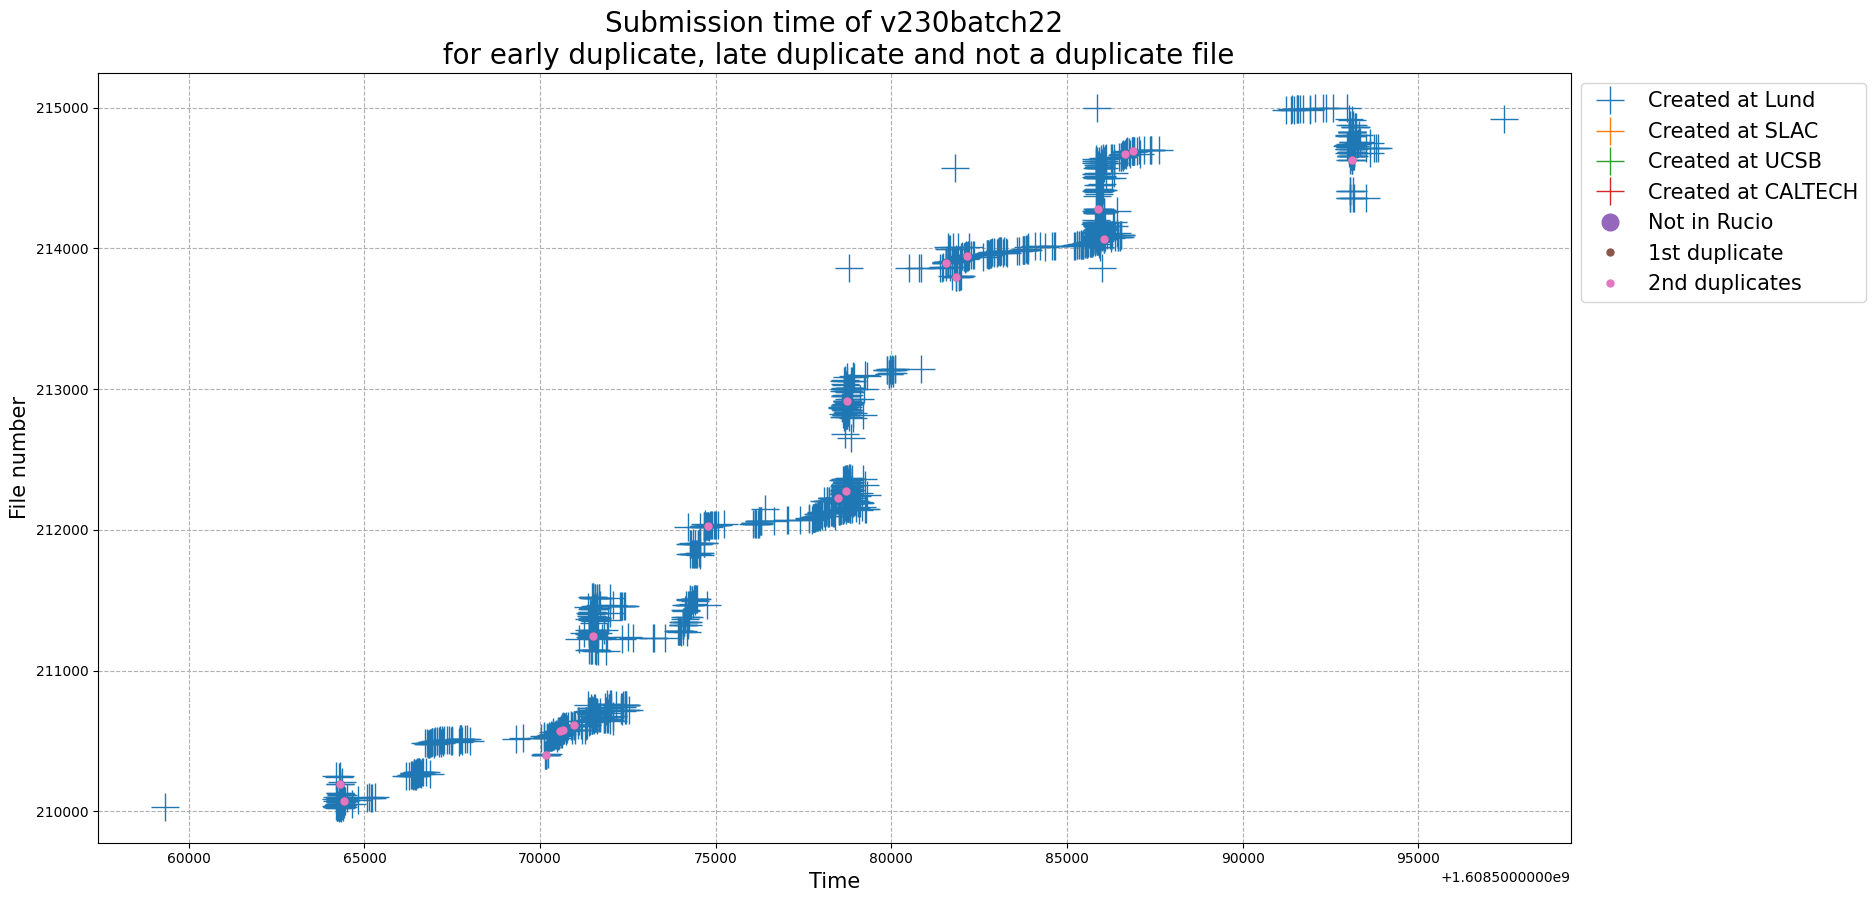 Submission time of v230batch22
for early duplicate, late duplicate and not a duplicate file
215000
214000
213000
212000
211000
210000
File number
60000 65000 70000 75000 80000 85000 90000 95000
Time
+1.6085000000e9
Created at Lund
Created at SLAC
Created at UCSB
Created at CALTECH
Not in Rucio
1st duplicate
2nd duplicates